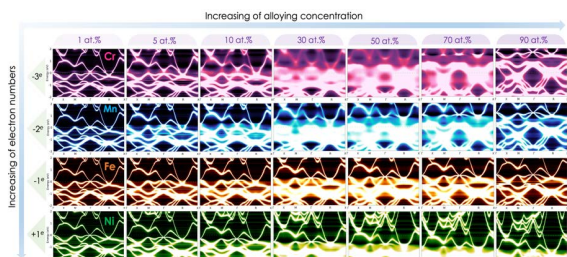 Increasing of alloying concentration
1 at.% 5 at.% 10 at.% 30 at.% 50 at.% 70 at.% 90 at.%
Increasing of electron numbers
-3e Cr
-2e Mn
-1e Fe
+1e Ni